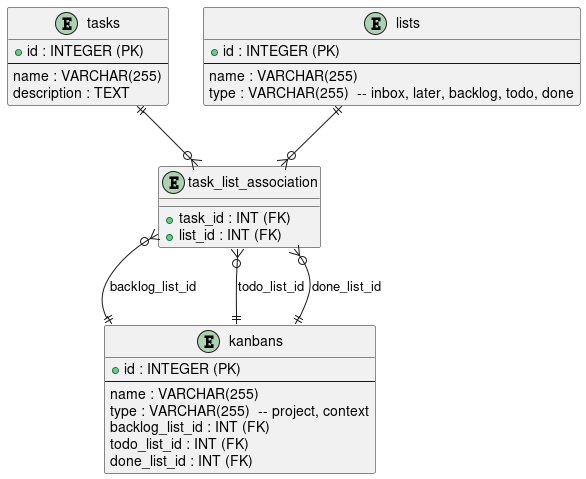 E tasks
id : INTEGER (PK)
name : VARCHAR(255)
description : TEXT
E lists
id : INTEGER (PK)
name : VARCHAR(255)
type : VARCHAR(255)  -- inbox, later, backlog, todo, done
E task_list_association
task_id : INT (FK)
list_id : INT (FK)
backlog_list_id
todo_list_id
done_list_id
E kanbans
id : INTEGER (PK)
name : VARCHAR(255)
type : VARCHAR(255)  -- project, context
backlog_list_id : INT (FK)
todo_list_id : INT (FK)
done_list_id : INT (FK)